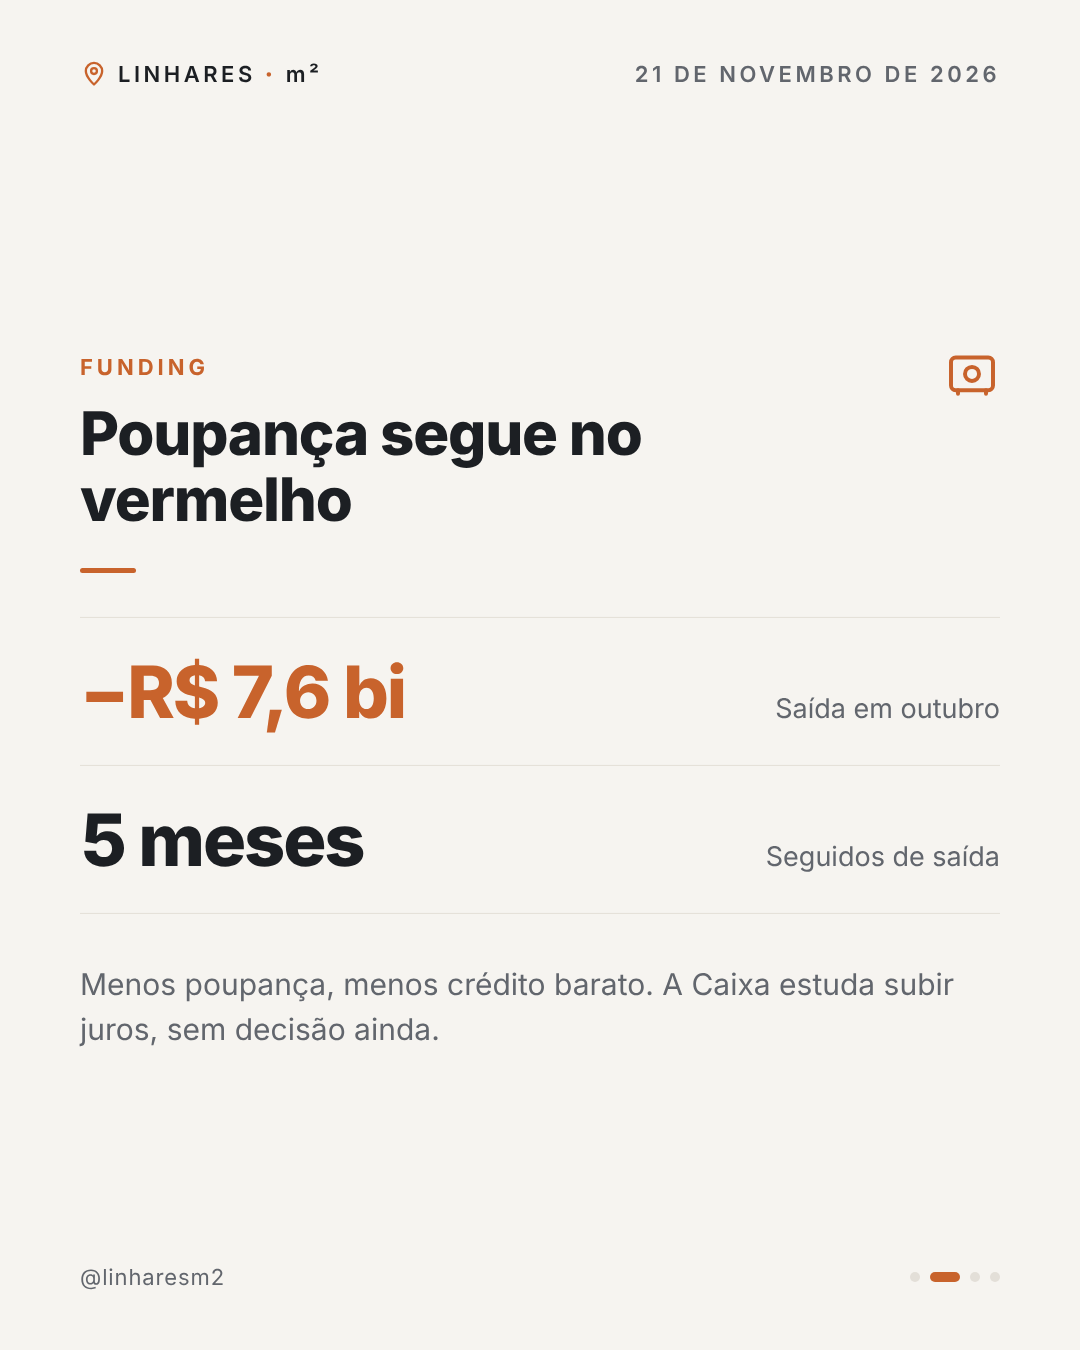 LINHARES · m²
21 DE NOVEMBRO DE 2026
FUNDING
Poupança segue no
vermelho
−R$ 7,6 bi
Saída em outubro
5 meses
Seguidos de saída
Menos poupança, menos crédito barato. A Caixa estuda subir
juros, sem decisão ainda.
@linharesm2